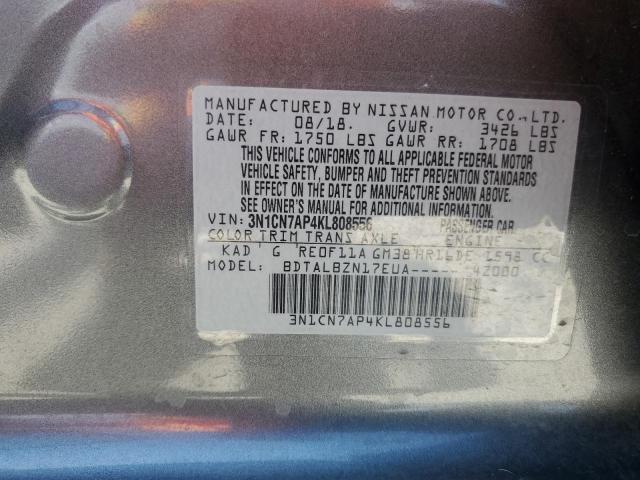 MANUFACTURED BY NISSAN MOTOR CO.,LTD.
DATE: 08/18. GVWR: 3426 LBS
GAWR FR: 1750 LBS GAWR RR: 1708 LBS
THIS VEHICLE CONFORMS TO ALL APPLICABLE FEDERAL MOTOR
VEHICLE SAFETY, BUMPER AND THEFT PREVENTION STANDARDS
IN EFFECT ON THE DATE OF MANUFACTURE SHOWN ABOVE.
SEE OWNER'S MANUAL FOR ADDITIONAL INFORMATION.
VIN: 3N1CN7AP4KL808556 PASSENGER CAR
COLOR TRIM TRANS AXLE ENGINE
KAD G RE0F11A GM38 HR16DE 1598 CC
MODEL: BDTALBZN17EUA----- 42000
3N1CN7AP4KL808556